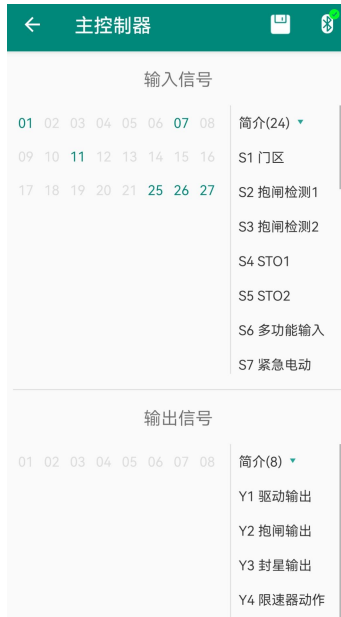 主控制器
输入信号
01 02 03 04 05 06 07 08
09 10 11 12 13 14 15 16
17 18 19 20 21 25 26 27
简介(24)
S1 门区
S2 抱闸检测1
S3 抱闸检测2
S4 STO1
S5 STO2
S6 多功能输入
S7 紧急电动
输出信号
01 02 03 04 05 06 07 08
简介(8)
Y1 驱动输出
Y2 抱闸输出
Y3 封星输出
Y4 限速器动作